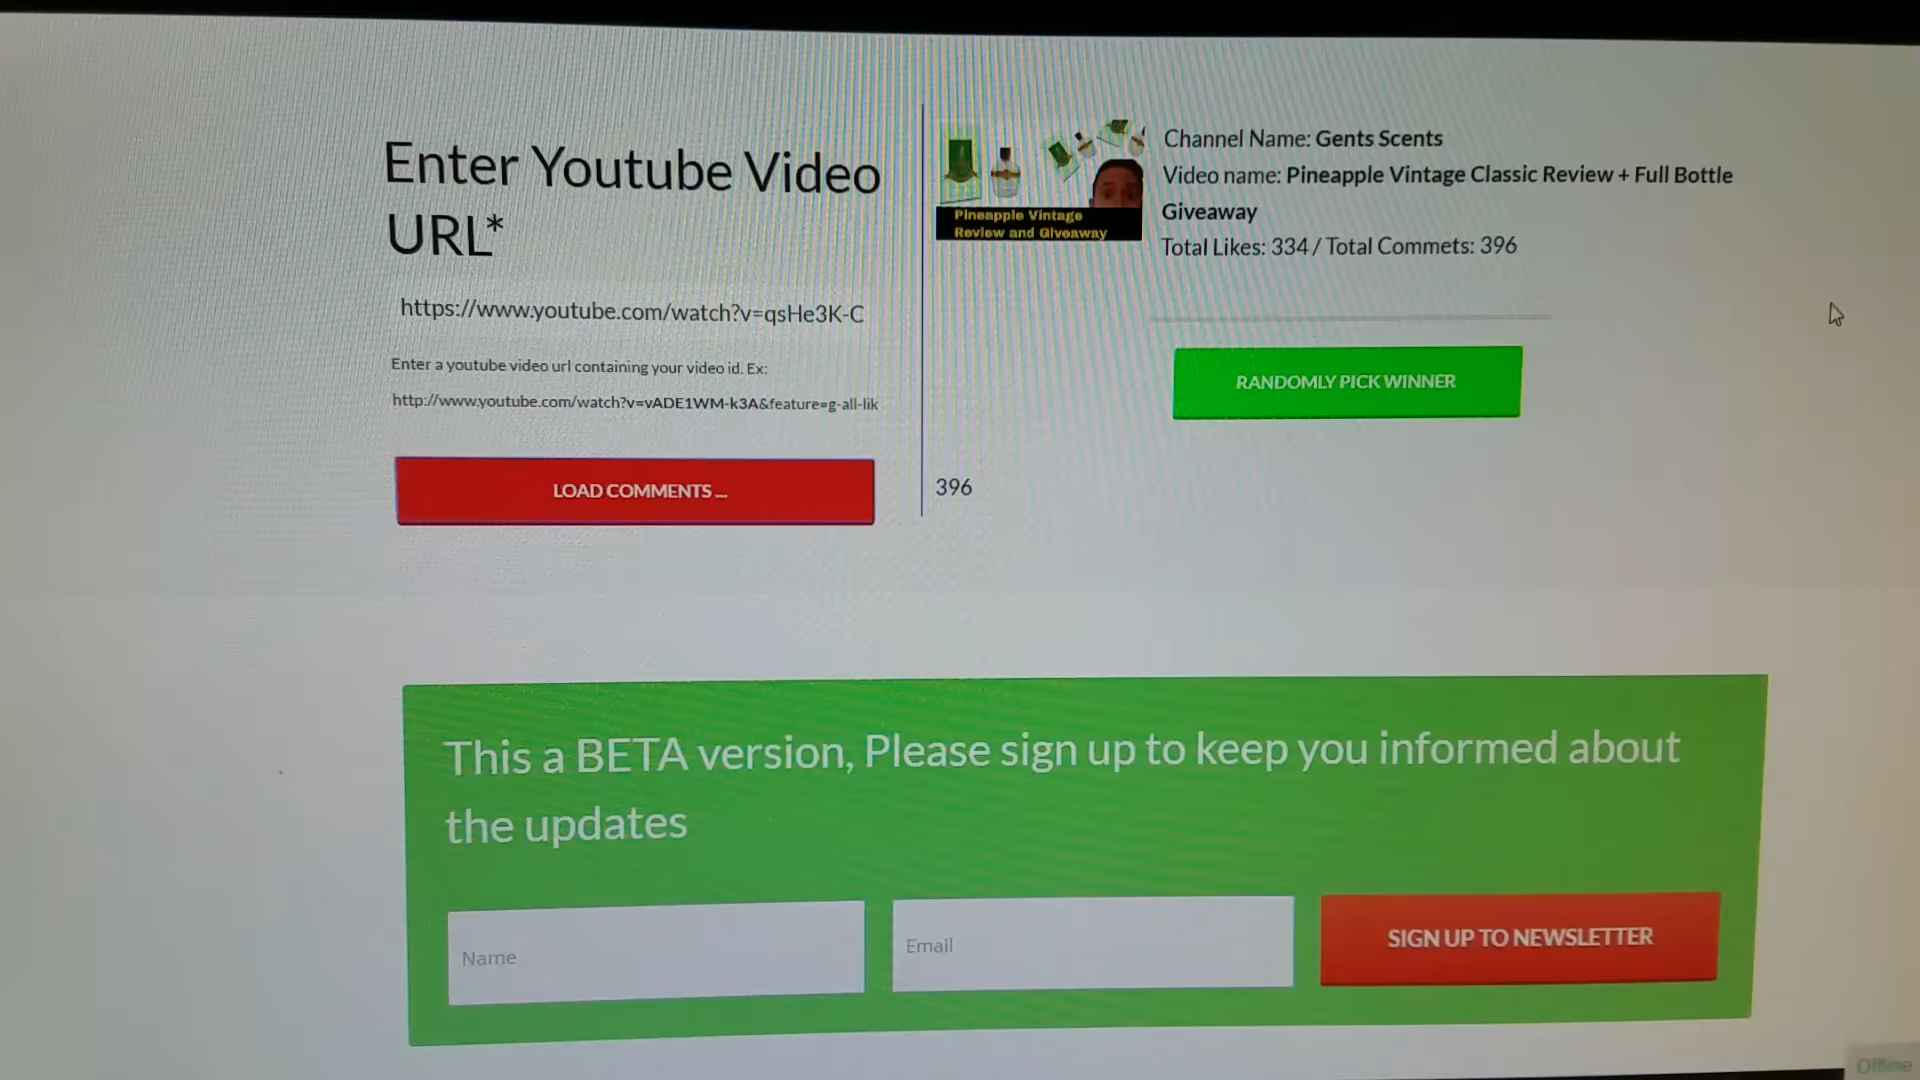 Enter Youtube Video
URL*
https://www.youtube.com/watch?v=qsHe3K-C
Enter a youtube video url containing your video id. Ex:
http://www.youtube.com/watch?v=vADE1WM-k3A&feature=g-all-lik
LOAD COMMENTS ...
Pineapple Vintage
Review and Giveaway
Channel Name: Gents Scents
Video name: Pineapple Vintage Classic Review + Full Bottle
Giveaway
Total Likes: 334 / Total Commets: 396
RANDOMLY PICK WINNER
396
This a BETA version, Please sign up to keep you informed about
the updates
Name
Email
SIGN UP TO NEWSLETTER
Offline